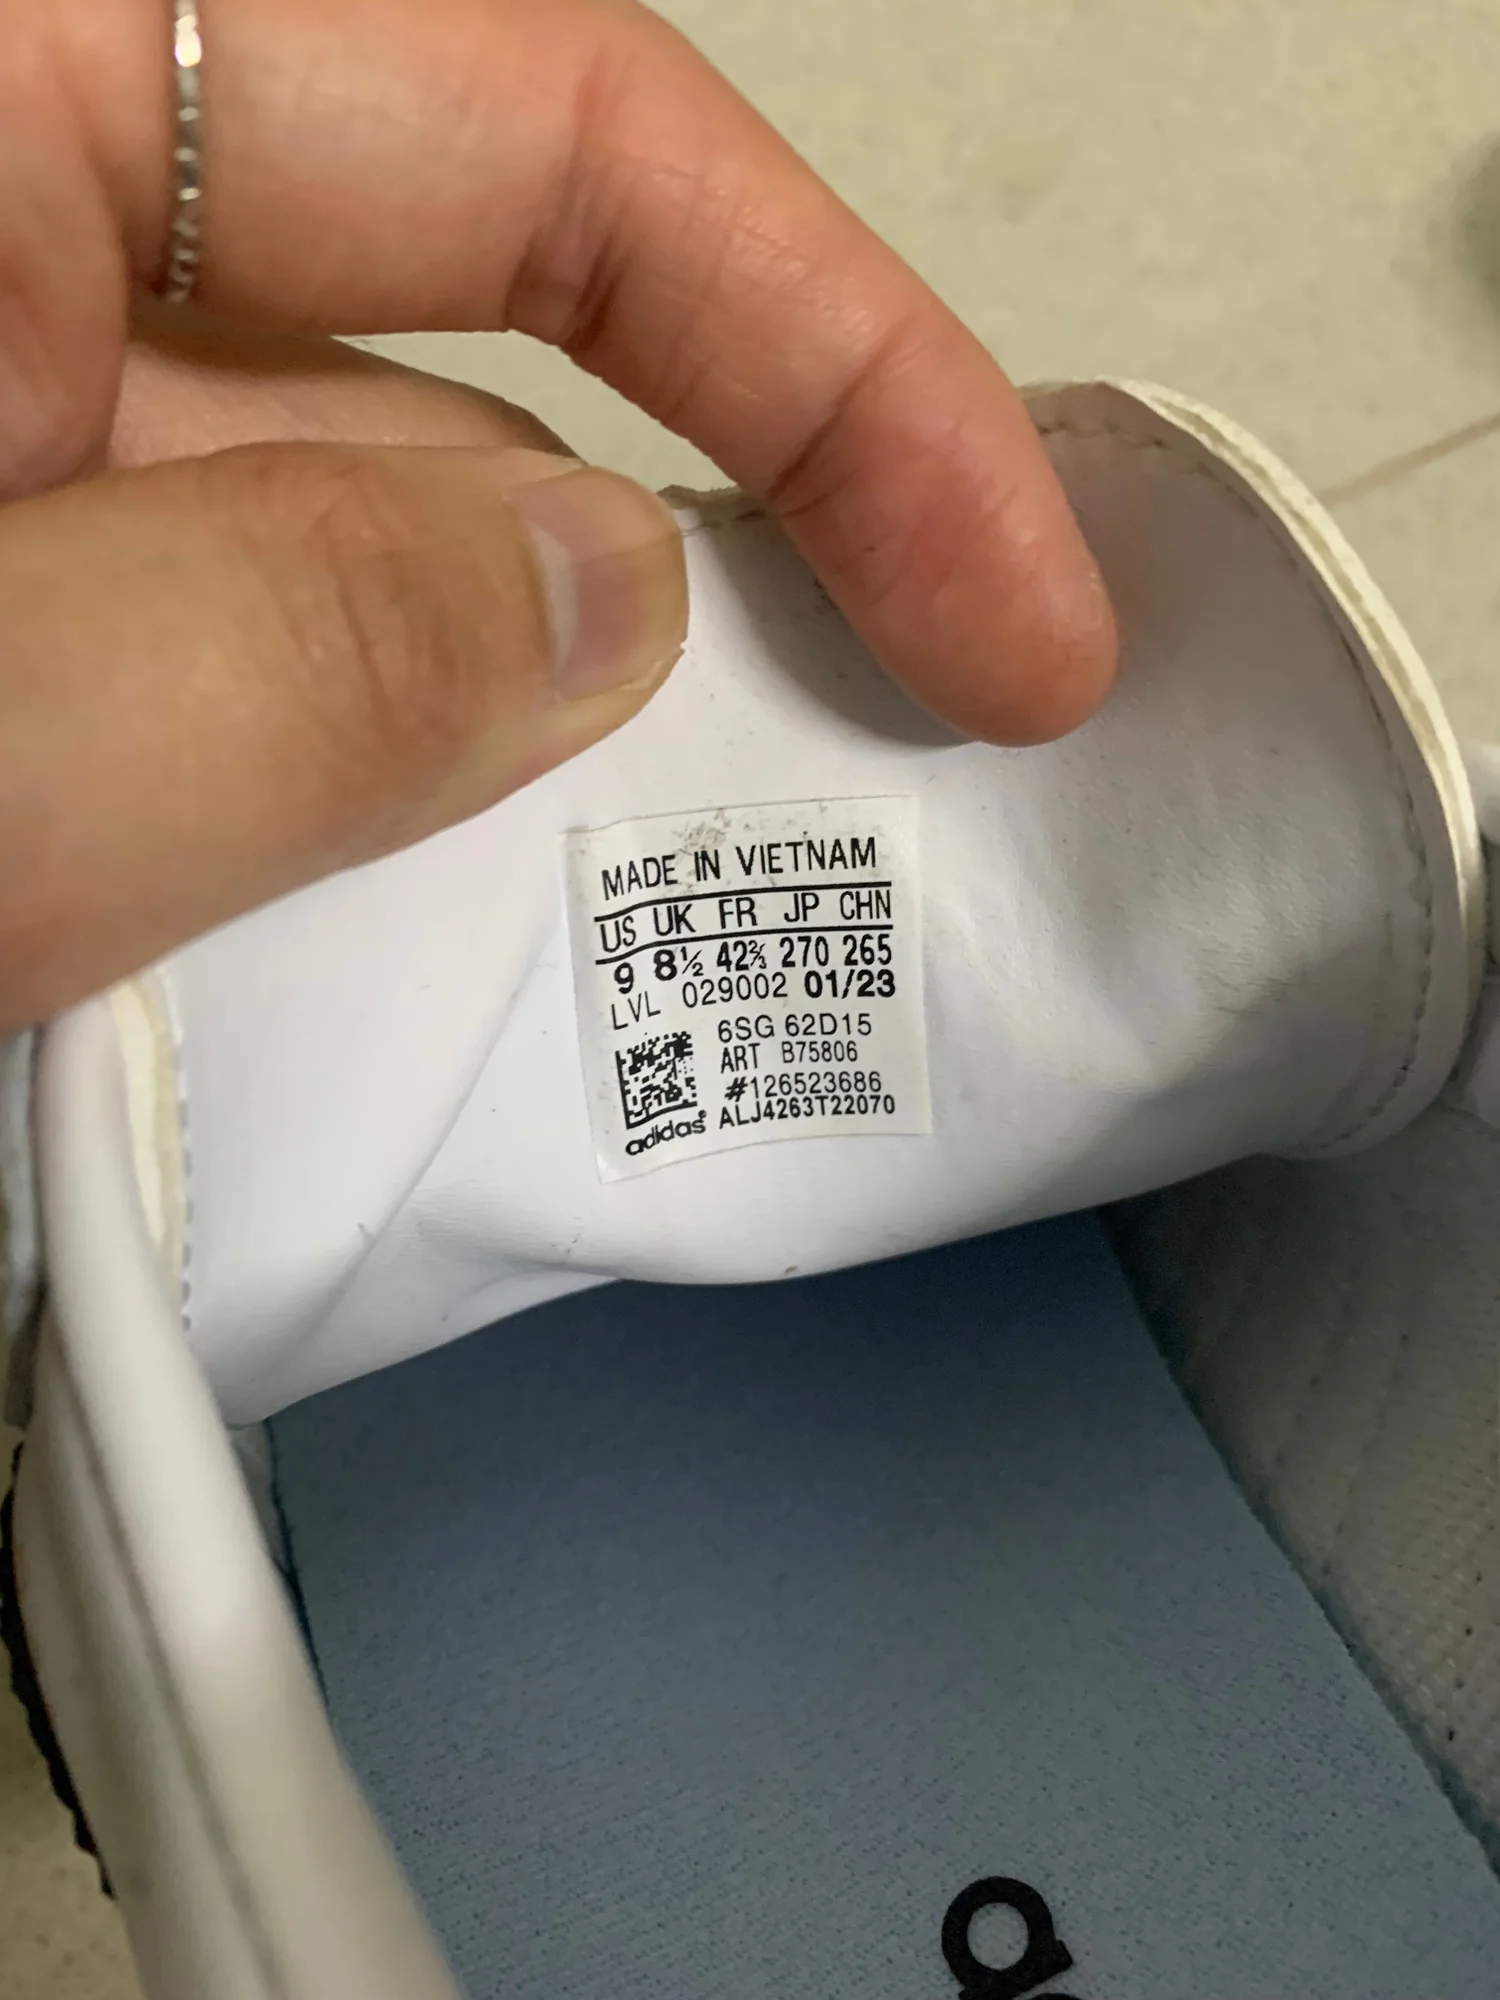 MADE IN VIETNAM
US UK FR JP CHN
9 8½ 42⅔ 270 265
LVL 029002 01/23
6SG 62D15
ART B75806
#126523686
ALJ4263T22070
adidas®